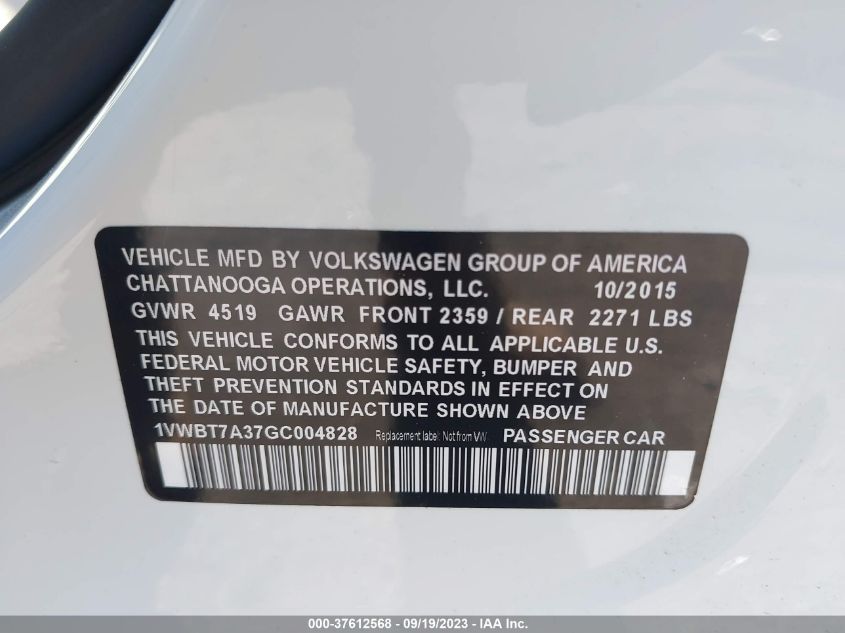 VEHICLE MFD BY VOLKSWAGEN GROUP OF AMERICA
CHATTANOOGA OPERATIONS, LLC. 10/2015
GVWR 4519 GAWR FRONT 2359 / REAR 2271 LBS
THIS VEHICLE CONFORMS TO ALL APPLICABLE U.S.
FEDERAL MOTOR VEHICLE SAFETY, BUMPER AND
THEFT PREVENTION STANDARDS IN EFFECT ON
THE DATE OF MANUFACTURE SHOWN ABOVE
1VWBT7A37GC004828 Replacement label: Not from VW PASSENGER CAR
000-37612568 - 09/19/2023 - IAA Inc.